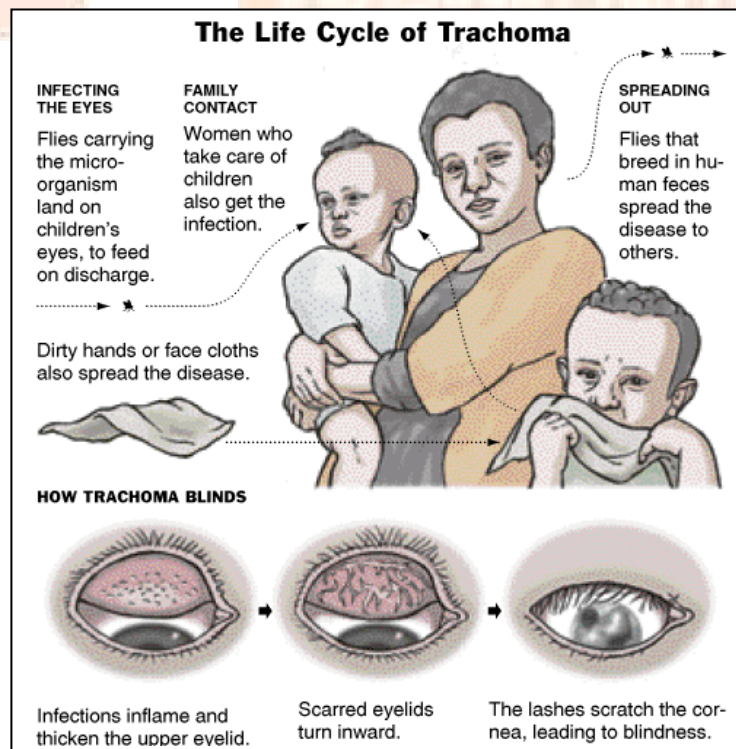 The Life Cycle of Trachoma
INFECTING
THE EYES
Flies carrying
the micro-
organism
land on
children's
eyes, to feed
on discharge.
FAMILY
CONTACT
Women who
take care of
children
also get the
infection.
SPREADING
OUT
Flies that
breed in hu-
man feces
spread the
disease to
others.
Dirty hands or face cloths
also spread the disease.
HOW TRACHOMA BLINDS
Infections inflame and
thicken the upper eyelid.
Scarred eyelids
turn inward.
The lashes scratch the cor-
nea, leading to blindness.